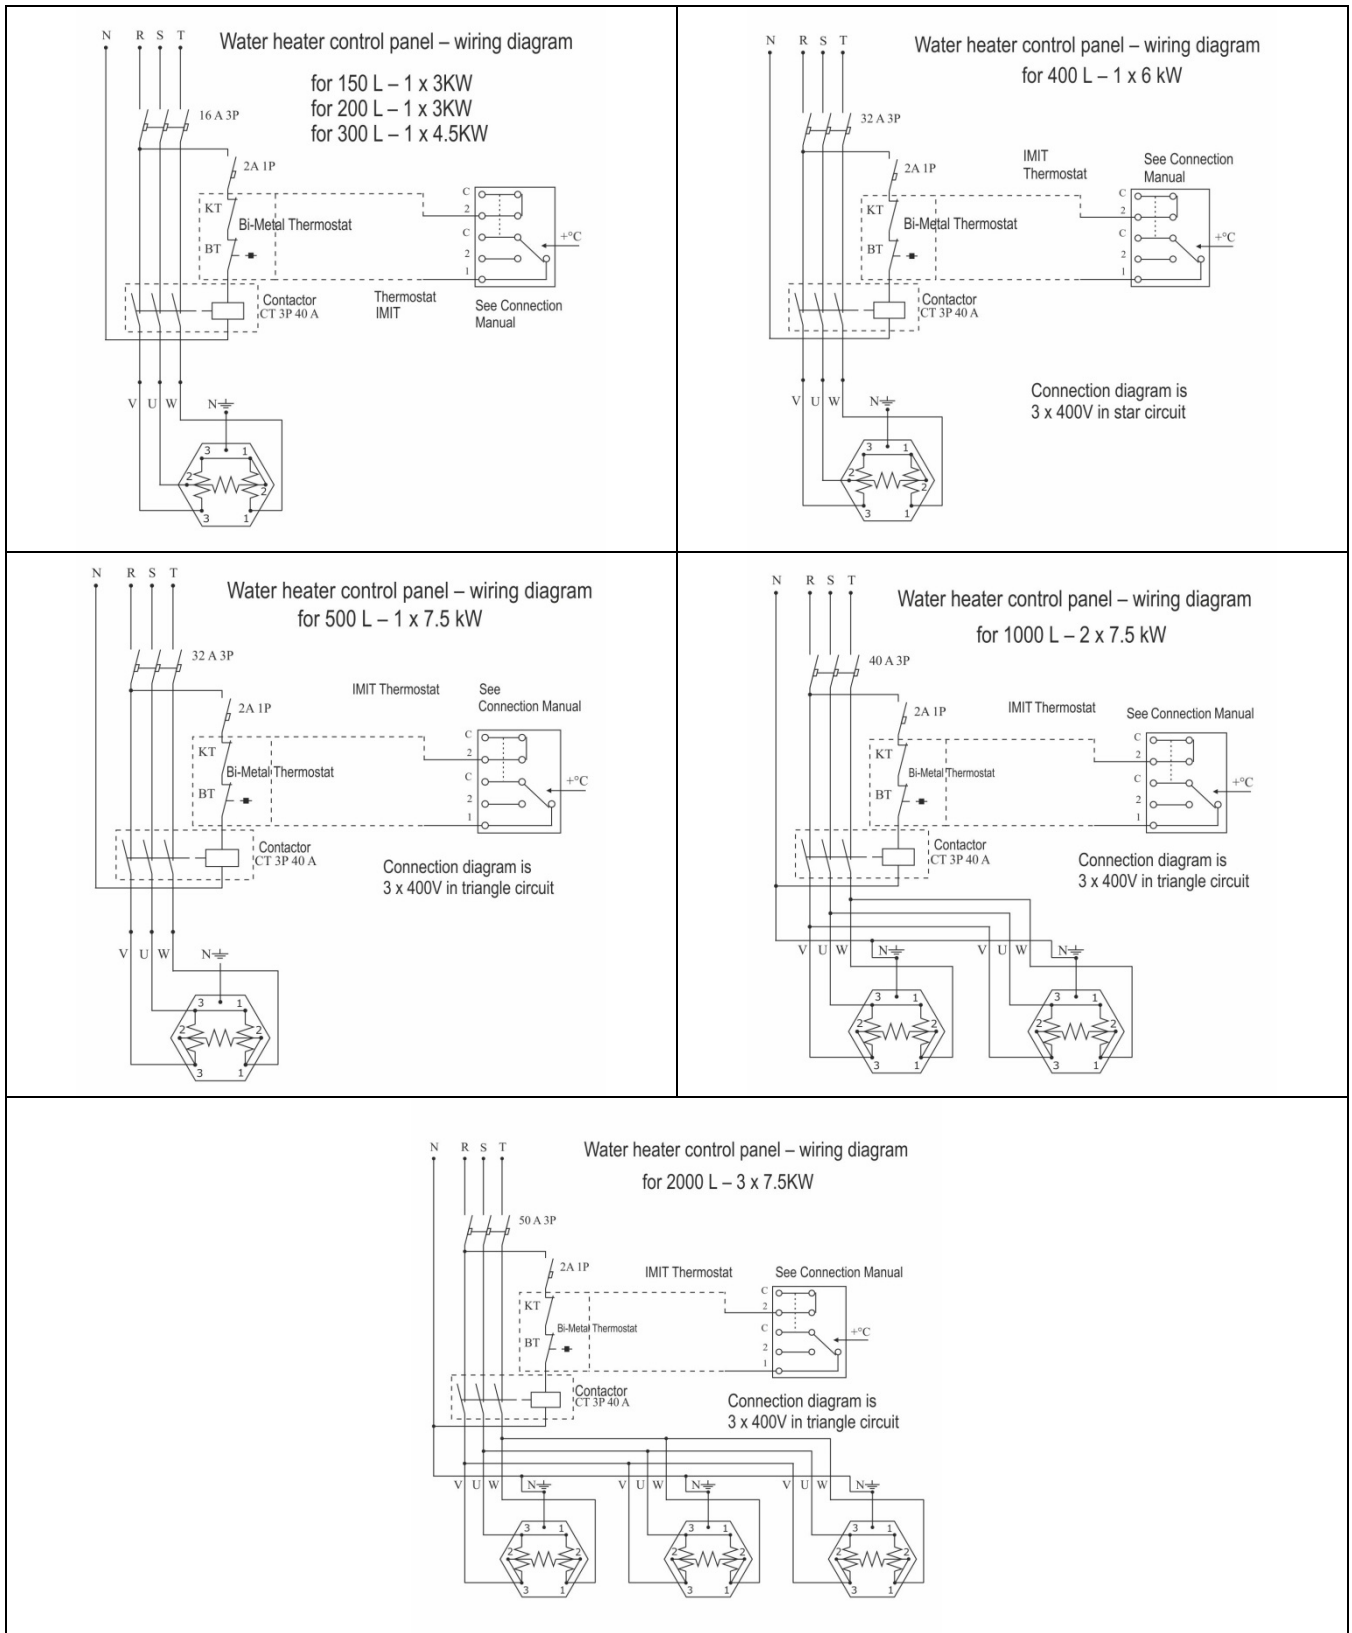 N R S T
Water heater control panel – wiring diagram
for 150 L – 1 x 3KW
for 200 L – 1 x 3KW
for 300 L – 1 x 4.5KW
16 A 3P
2A 1P
KT
Bi-Metal Thermostat
BT
C
2
C
2
1
+°C
Contactor
CT 3P 40 A
Thermostat
IMIT
See Connection
Manual
V U W N
3 1
2 2
3 1
N R S T
Water heater control panel – wiring diagram
for 400 L – 1 x 6 kW
32 A 3P
2A 1P
IMIT
Thermostat
See Connection
Manual
KT
Bi-Metal Thermostat
BT
C
2
C
2
1
+°C
Contactor
CT 3P 40 A
Connection diagram is
3 x 400V in star circuit
V U W N
3 1
2 2
3 1
N R S T
Water heater control panel – wiring diagram
for 500 L – 1 x 7.5 kW
32 A 3P
2A 1P
IMIT Thermostat
See
Connection Manual
KT
Bi-Metal Thermostat
BT
C
2
C
2
1
+°C
Contactor
CT 3P 40 A
Connection diagram is
3 x 400V in triangle circuit
V U W N
3 1
2 2
3 1
N R S T
Water heater control panel – wiring diagram
for 1000 L – 2 x 7.5 kW
40 A 3P
2A 1P
IMIT Thermostat
See Connection Manual
KT
Bi-Metal Thermostat
BT
C
2
C
2
1
+°C
Contactor
CT 3P 40 A
Connection diagram is
3 x 400V in triangle circuit
V U W N V U W N
3 1 3 1
2 2 2 2
3 1 3 1
N R S T
Water heater control panel – wiring diagram
for 2000 L – 3 x 7.5KW
50 A 3P
2A 1P
IMIT Thermostat
See Connection Manual
KT
Bi-Metal Thermostat
BT
C
2
C
2
1
+°C
Contactor
CT 3P 40 A
Connection diagram is
3 x 400V in triangle circuit
V U W N V U W N V U W N
3 1 3 1 3 1
2 2 2 2 2 2
3 1 3 1 3 1